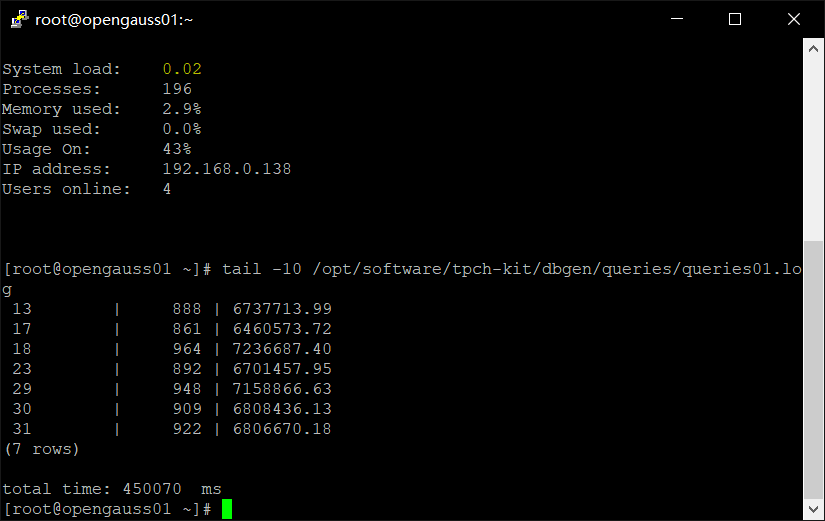 root@opengauss01:~
System load:    0.02
Processes:      196
Memory used:    2.9%
Swap used:      0.0%
Usage On:       43%
IP address:     192.168.0.138
Users online:   4
[root@opengauss01 ~]# tail -10 /opt/software/tpch-kit/dbgen/queries/queries01.lo
g
 13        |     888 | 6737713.99
 17        |     861 | 6460573.72
 18        |     964 | 7236687.40
 23        |     892 | 6701457.95
 29        |     948 | 7158866.63
 30        |     909 | 6808436.13
 31        |     922 | 6806670.18
(7 rows)
total time: 450070  ms
[root@opengauss01 ~]#